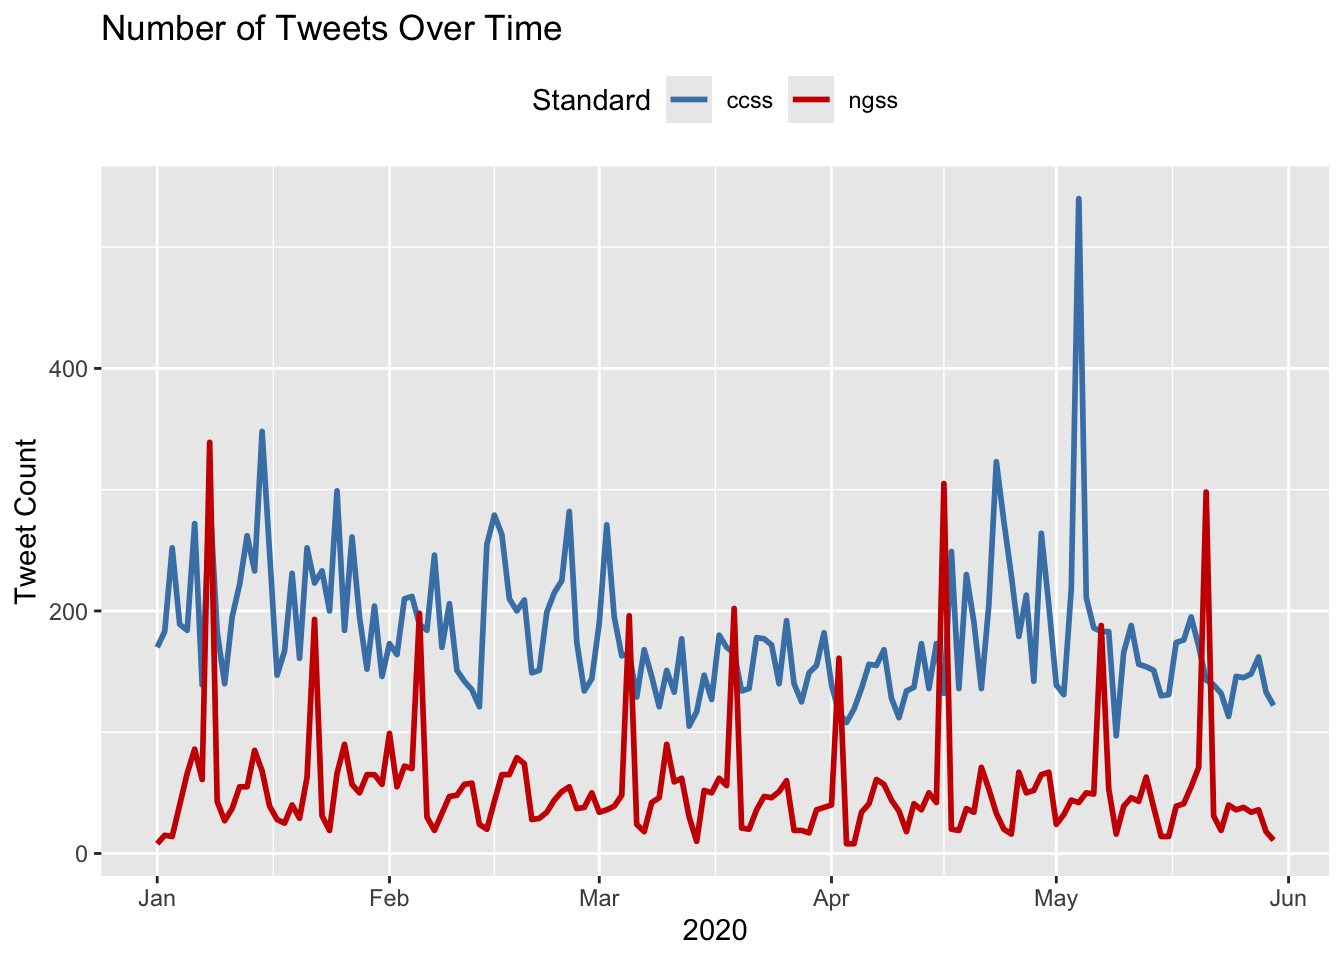 Number of Tweets Over Time
Standard ccss ngss
Tweet Count
400
200
0
Jan Feb Mar Apr May Jun
2020